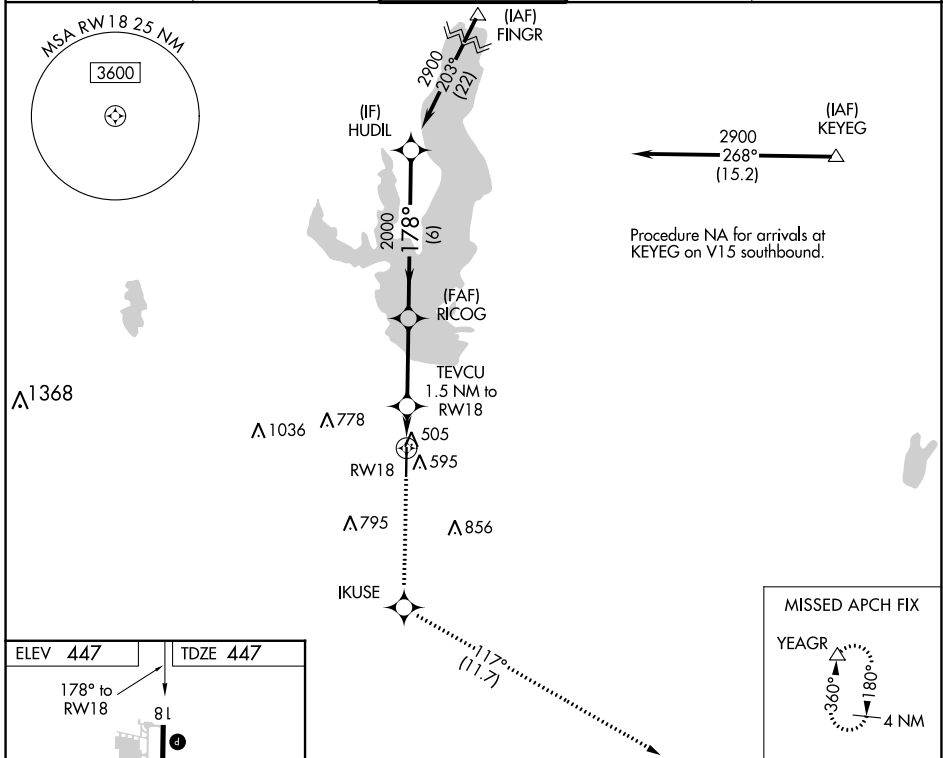 MSA RW18 25 NM
3600
(IAF)
FINGR
2900
203°
(22)
(IF)
HUDIL
(IAF)
KEYEG
2900
268°
(15.2)
2000
178°
(6)
Procedure NA for arrivals at
KEYEG on V15 southbound.
(FAF)
RICOG
TEVCU
1.5 NM to
RW18
1368
1036
778
505
RW18
595
795
856
IKUSE
117°
(11.7)
MISSED APCH FIX
YEAGR
360°
180°
4 NM
ELEV 447
TDZE 447
178° to
RW18
18
P